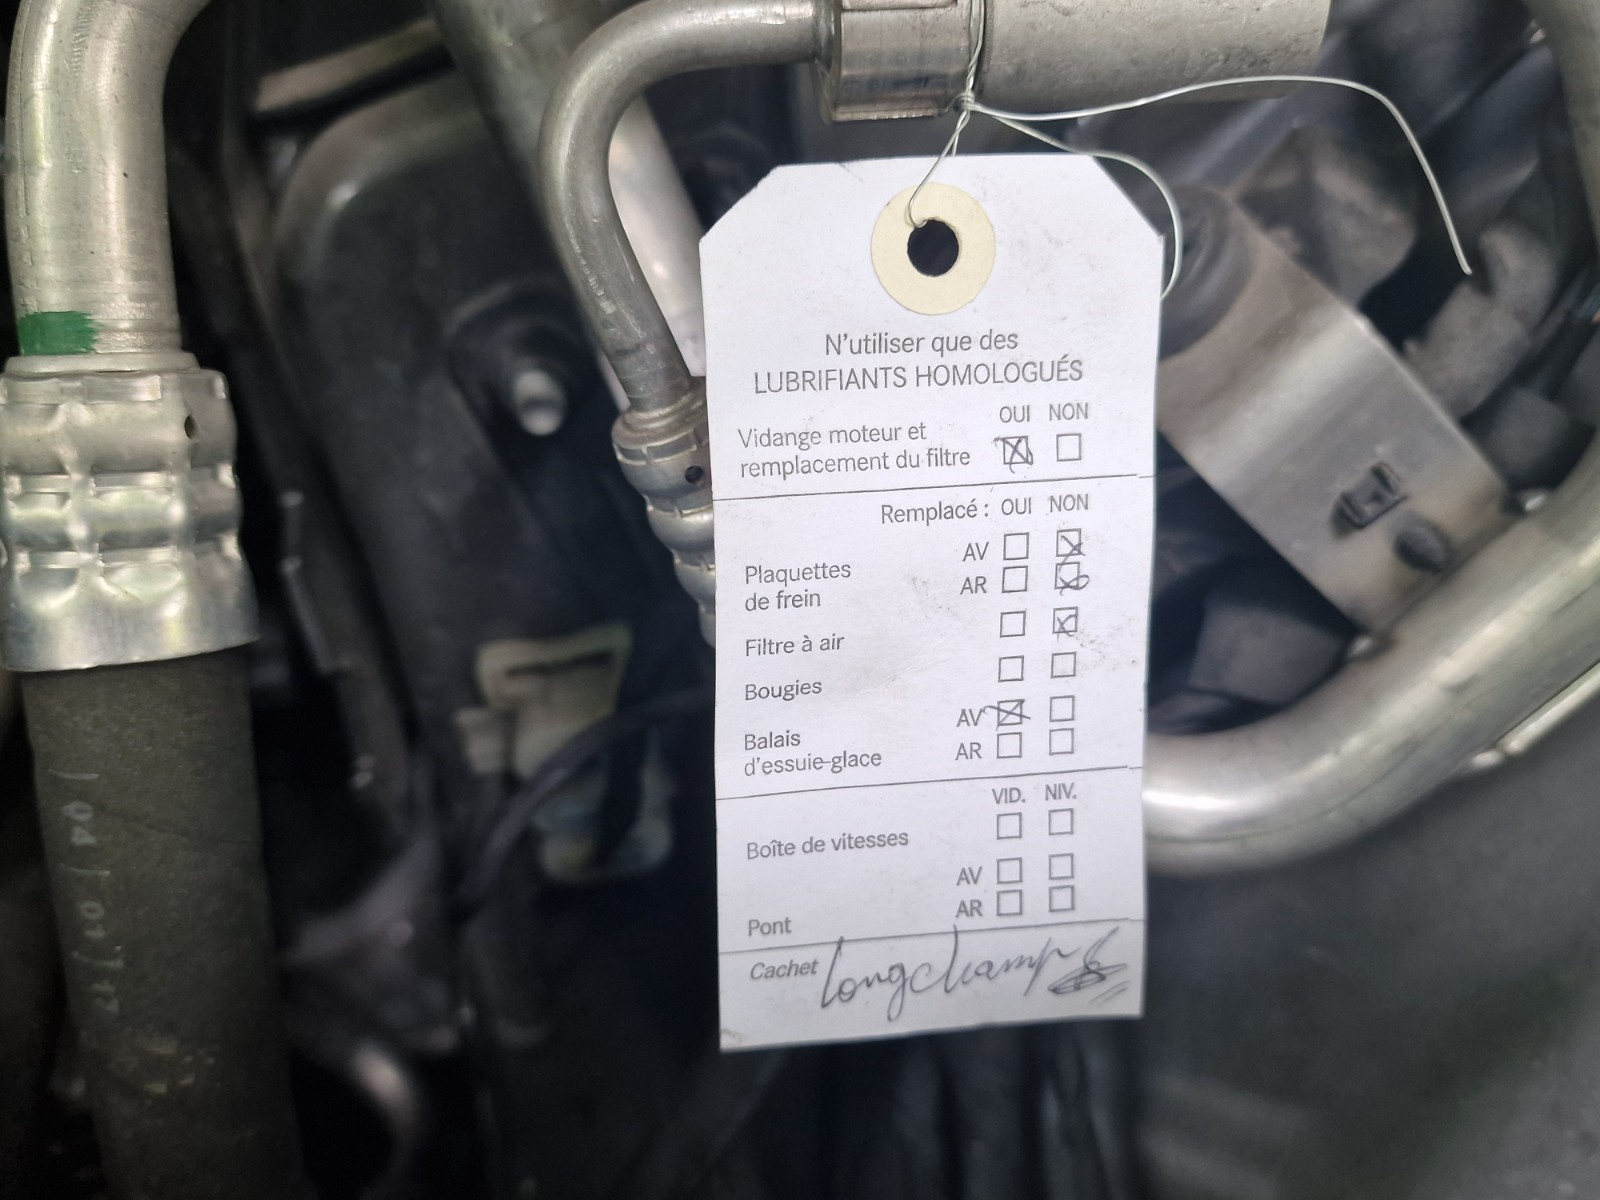 N'utiliser que des
LUBRIFIANTS HOMOLOGUÉS
OUI NON
Vidange moteur et
remplacement du filtre
Remplacé : OUI NON
AV
Plaquettes
AR
de frein
Filtre à air
Bougies
AV
Balais
AR
d'essuie-glace
VID. NIV.
Boîte de vitesses
AV
AR
Pont
Cachet Longchamp